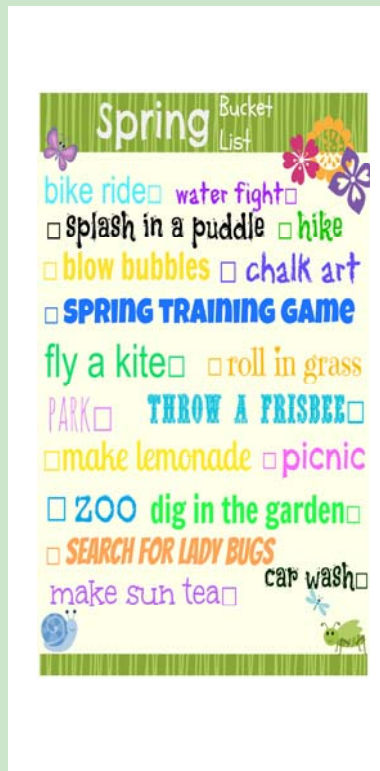 Spring Bucket List
bike ride water fight
splash in a puddle hike
blow bubbles chalk art
SPRING TRAINING GAME
fly a kite roll in grass
PARK THROW A FRISBEE
make lemonade picnic
ZOO dig in the garden
SEARCH FOR LADY BUGS
make sun tea car wash